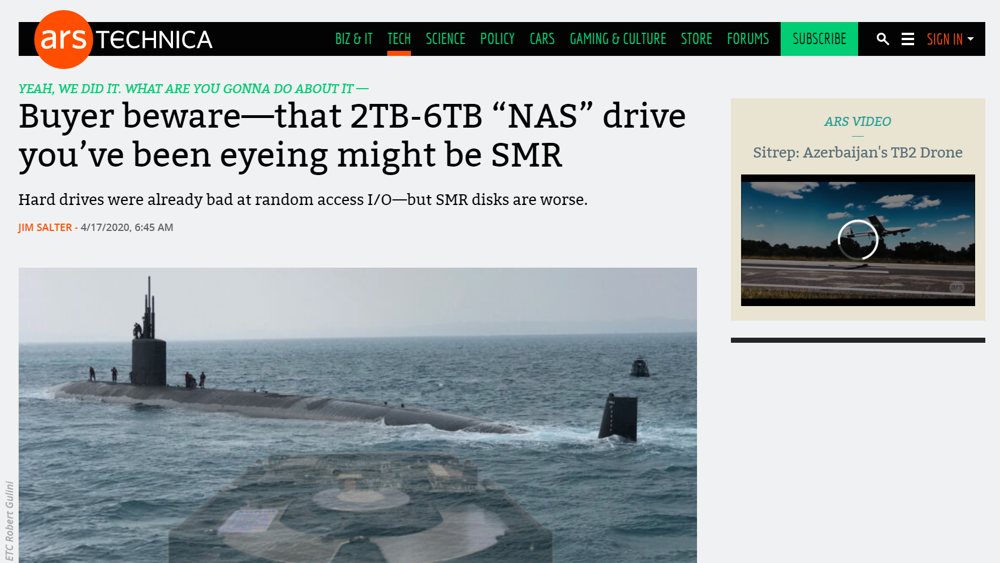 ars TECHNICA
BIZ & IT TECH SCIENCE POLICY CARS GAMING & CULTURE STORE FORUMS SUBSCRIBE SIGN IN
YEAH, WE DID IT. WHAT ARE YOU GONNA DO ABOUT IT —
Buyer beware—that 2TB-6TB “NAS” drive
you’ve been eyeing might be SMR
Hard drives were already bad at random access I/O—but SMR disks are worse.
JIM SALTER - 4/17/2020, 6:45 AM
ARS VIDEO
Sitrep: Azerbaijan's TB2 Drone
ars
ETC Robert Gulini